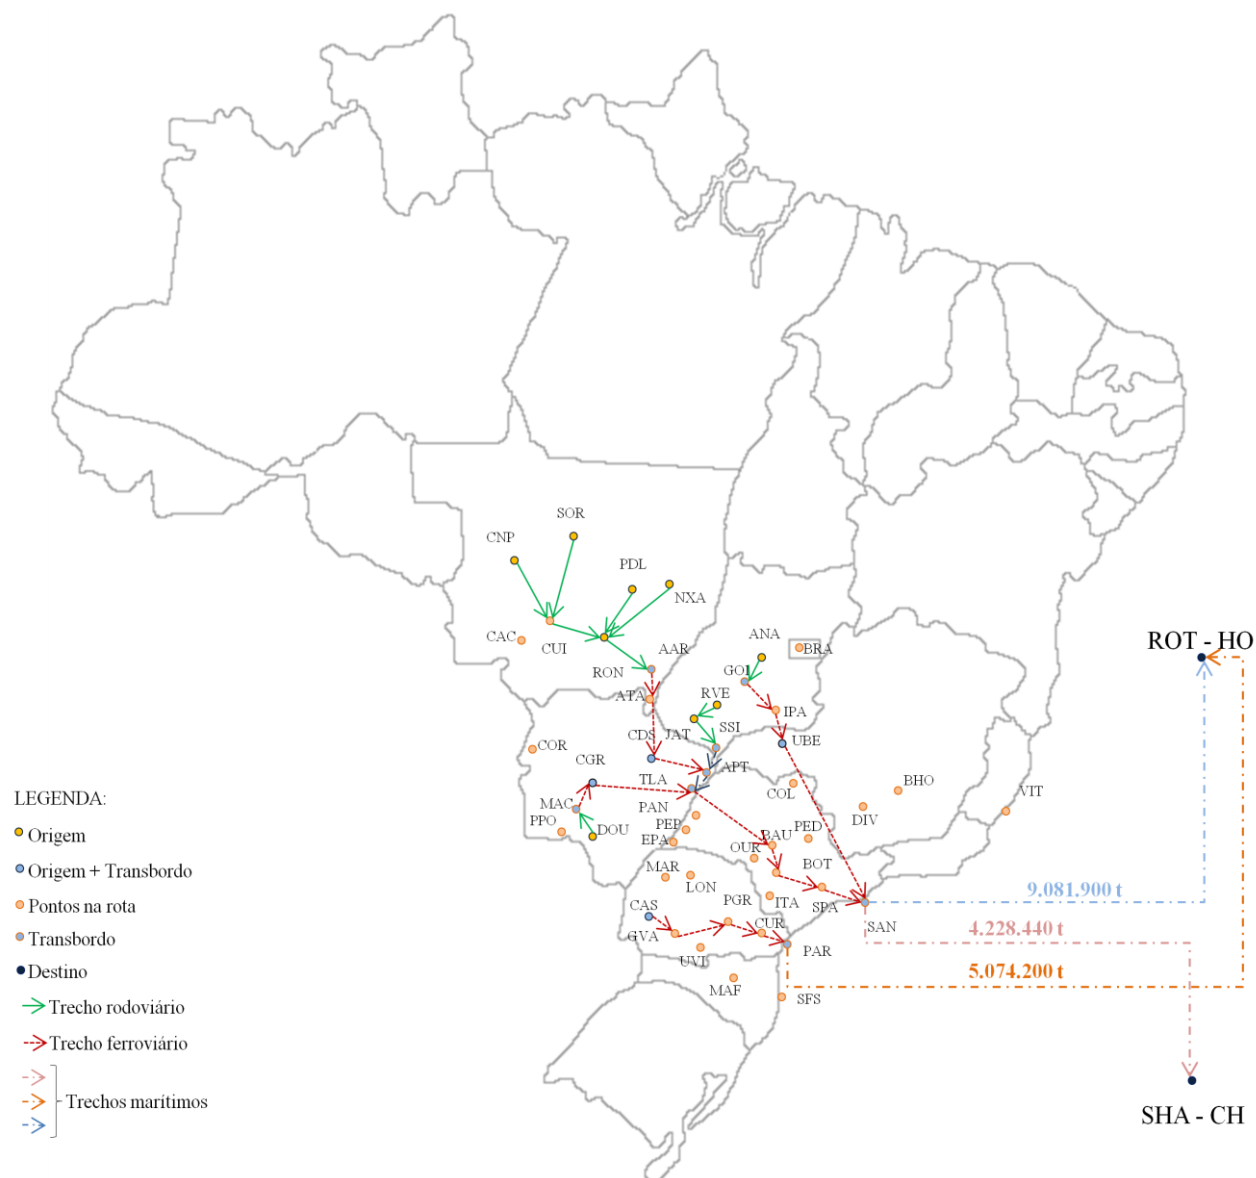 SOR
CNP
PDL
NXA
CAC
CUI
ANA
BRA
ROT - HO
AAR
RON
GOI
ATA
RVE
IPA
COR
CDS
JAT
SSI
UBE
CGR
TLA
APT
COL
BHO
VIT
LEGENDA:
MAC
PAN
DIV
PPO
DOU
PEP
Origem
EPA
BAU
PED
OUR
Origem + Transbordo
MAR
LON
BOT
9.081.900 t
Pontos na rota
CAS
PGR
ITA
SPA
SAN
4.228.440 t
Transbordo
GVA
CUR
PAR
UVI
5.074.200 t
Destino
MAF
SFS
Trecho rodoviário
Trecho ferroviário
Trechos marítimos
SHA - CH